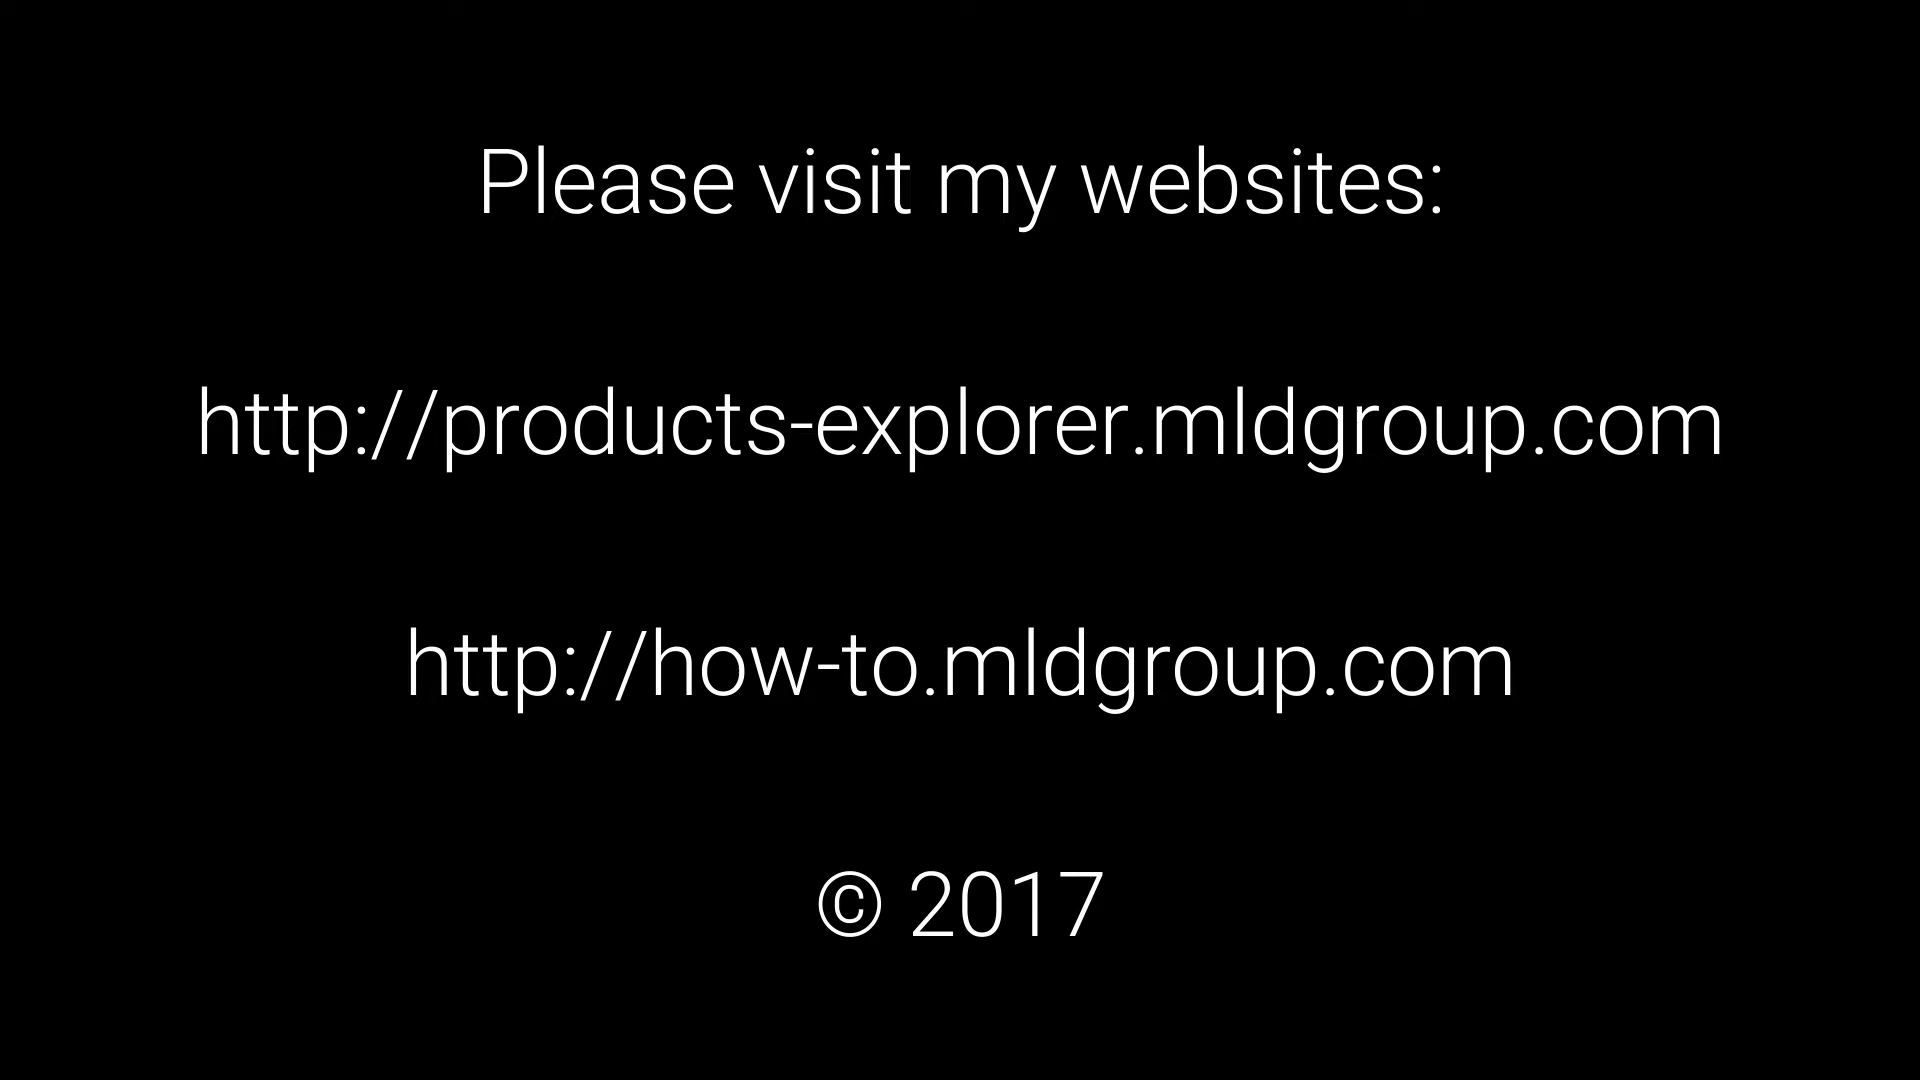 Please visit my websites:
http://products-explorer.mldgroup.com
http://how-to.mldgroup.com
© 2017